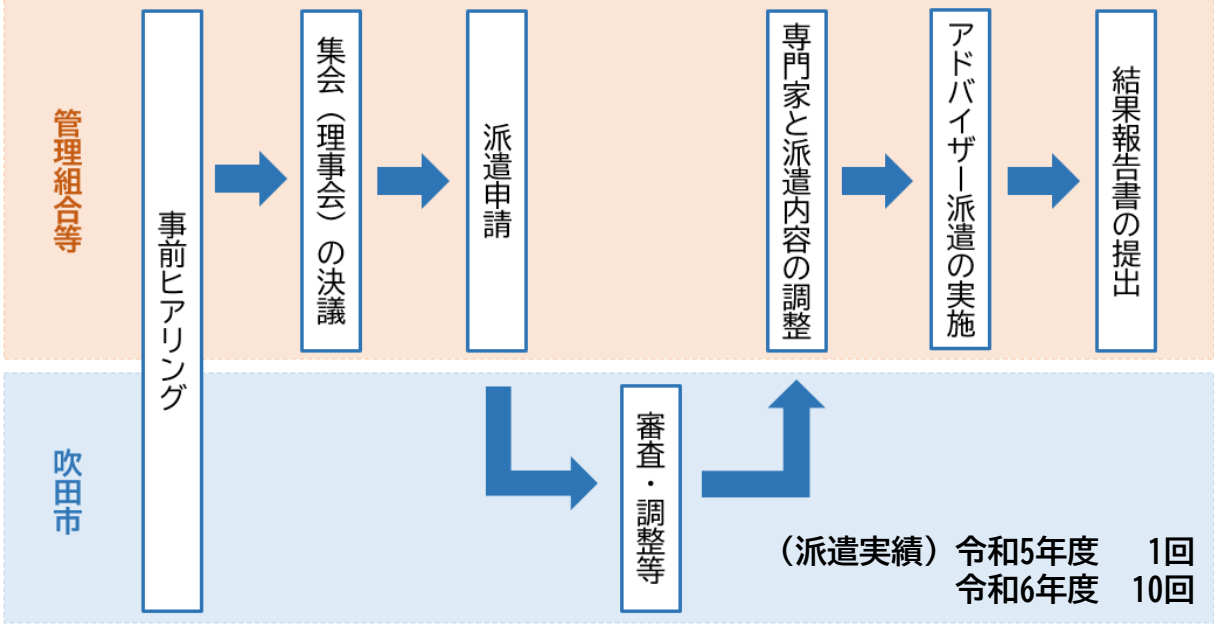 管理組合等
事前ヒアリング
集会（理事会）の決議
派遣申請
専門家と派遣内容の調整
アドバイザー派遣の実施
結果報告書の提出
吹田市
審査・調整等
（派遣実績）令和5年度　1回
令和6年度　10回